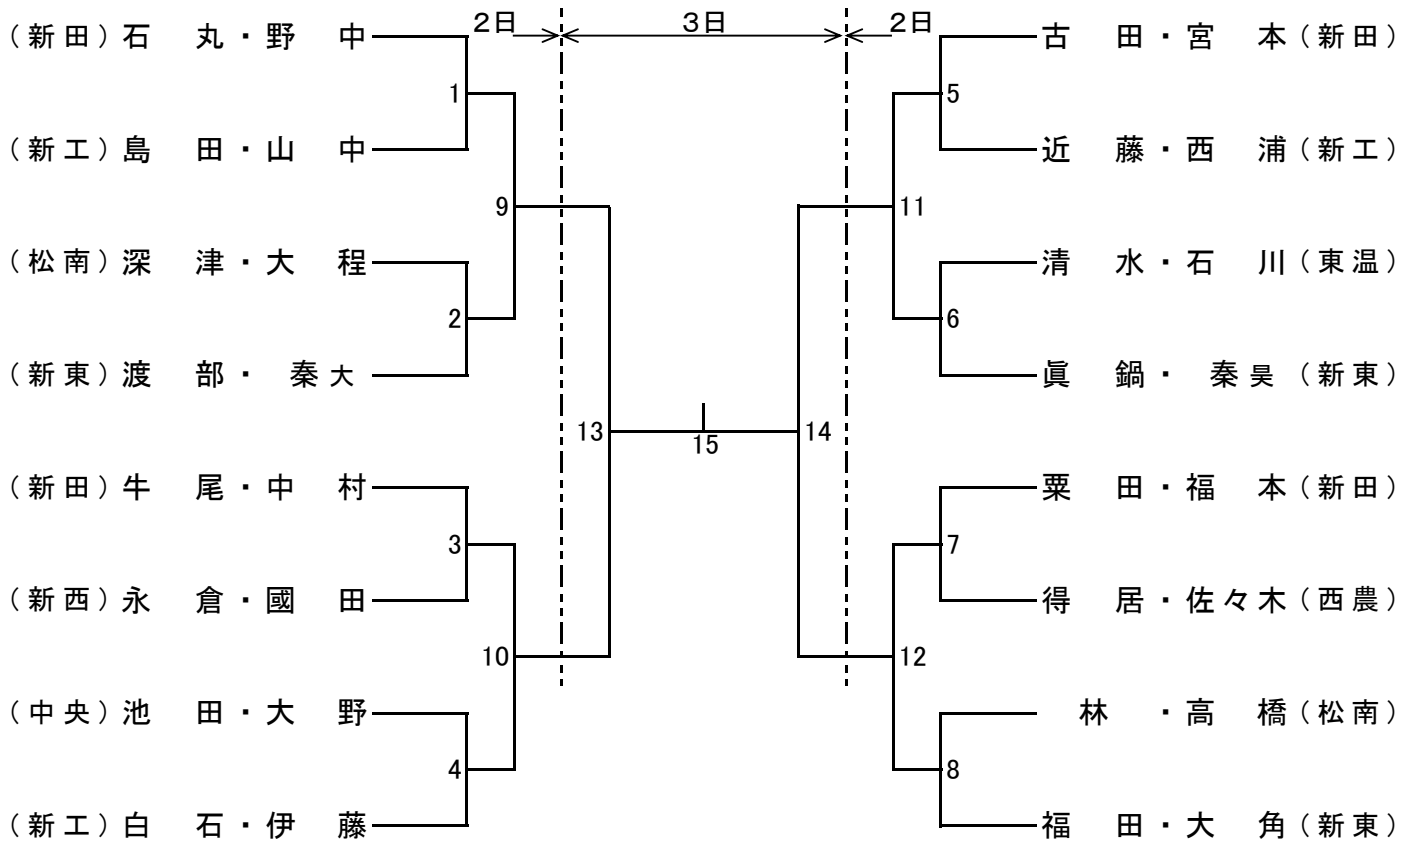 2日 3日 2日
(新田) 石丸・野中 古田・宮本 (新田)
1 5
(新工) 島田・山中 近藤・西浦 (新工)
9 11
(松南) 深津・大程 清水・石川 (東温)
2 6
(新東) 渡部・秦大 眞鍋・秦昊 (新東)
13 15 14
(新田) 牛尾・中村 粟田・福本 (新田)
3 7
(新西) 永倉・國田 得居・佐々木 (西農)
10 12
(中央) 池田・大野 林・高橋 (松南)
4 8
(新工) 白石・伊藤 福田・大角 (新東)